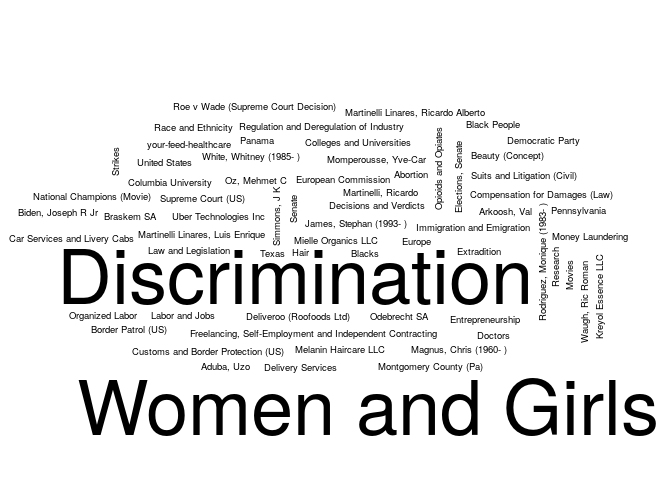 Roe v Wade (Supreme Court Decision)
Martinelli Linares, Ricardo Alberto
Race and Ethnicity
Regulation and Deregulation of Industry
Black People
your-feed-healthcare
Panama
Colleges and Universities
Democratic Party
Strikes
United States
White, Whitney (1985- )
Momperousse, Yve-Car
Opioids and Opiates
Elections, Senate
Beauty (Concept)
Columbia University
Oz, Mehmet C
European Commission
Abortion
Suits and Litigation (Civil)
National Champions (Movie)
Supreme Court (US)
Simmons, J K
Senate
Martinelli, Ricardo
Compensation for Damages (Law)
Decisions and Verdicts
Biden, Joseph R Jr
Braskem SA
Uber Technologies Inc
Arkoosh, Val
Pennsylvania
James, Stephan (1993- )
Immigration and Emigration
Car Services and Livery Cabs
Martinelli Linares, Luis Enrique
Mielle Organics LLC
Europe
Rodriguez, Monique (1983- )
Money Laundering
Law and Legislation
Texas
Hair
Blacks
Extradition
Research
Movies
Waugh, Ric Roman
Kreyol Essence LLC
Discrimination
Organized Labor
Labor and Jobs
Deliveroo (Roofoods Ltd)
Odebrecht SA
Entrepreneurship
Border Patrol (US)
Freelancing, Self-Employment and Independent Contracting
Doctors
Customs and Border Protection (US)
Melanin Haircare LLC
Magnus, Chris (1960- )
Aduba, Uzo
Delivery Services
Montgomery County (Pa)
Women and Girls